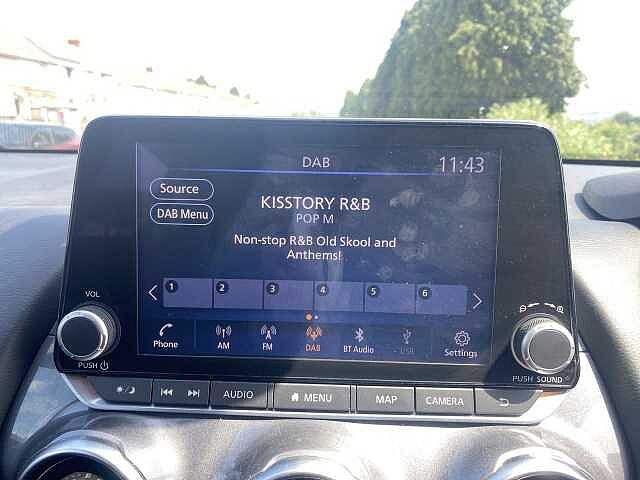 DAB
11:43
Source
KISSTORY R&B
DAB Menu
POP M
Non-stop R&B Old Skool and
Anthems!
1 2 3 4 5 6
VOL
Phone AM FM DAB BT Audio USB Settings
PUSH
PUSH SOUND
AUDIO MENU MAP CAMERA